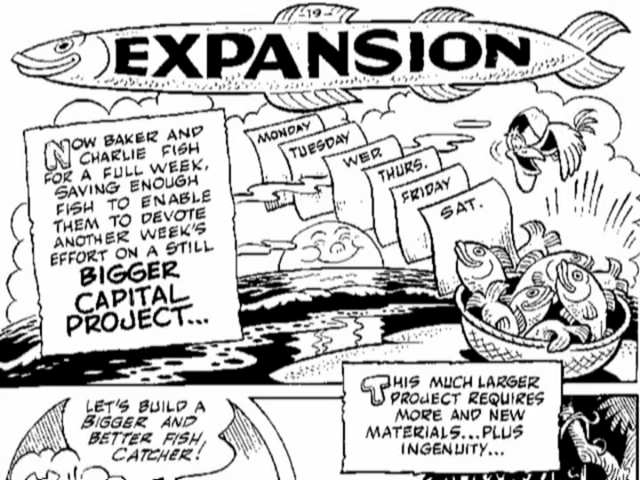 -19-
EXPANSION
NOW BAKER AND
CHARLIE FISH
FOR A FULL WEEK,
SAVING ENOUGH
FISH TO ENABLE
THEM TO DEVOTE
ANOTHER WEEK'S
EFFORT ON A STILL
BIGGER
CAPITAL
PROJECT...
MONDAY
TUESDAY
WED.
THURS.
FRIDAY
SAT.
LET'S BUILD A
BIGGER AND
BETTER FISH,
CATCHER!
THIS MUCH LARGER
PROJECT REQUIRES
MORE AND NEW
MATERIALS...PLUS
INGENUITY...